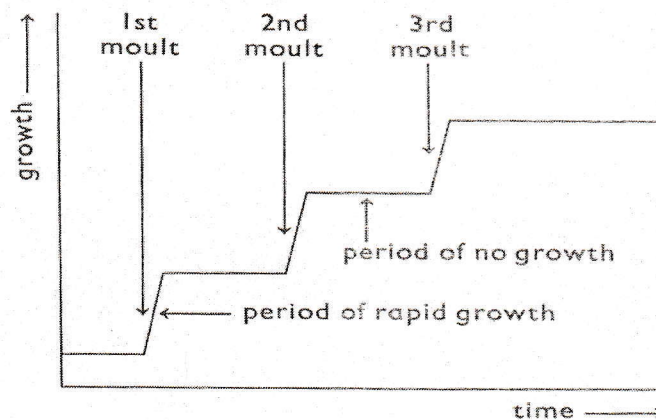 1st
moult
2nd
moult
3rd
moult
growth
period of no growth
period of rapid growth
time